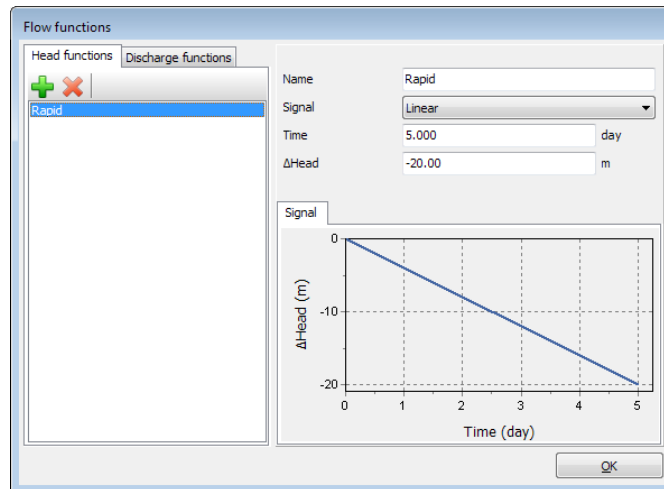 Flow functions
Head functions Discharge functions
Rapid
Name Rapid
Signal Linear
Time 5.000 day
ΔHead -20.00 m
Signal
0
-10
-20
ΔHead (m)
0 1 2 3 4 5
Time (day)
OK